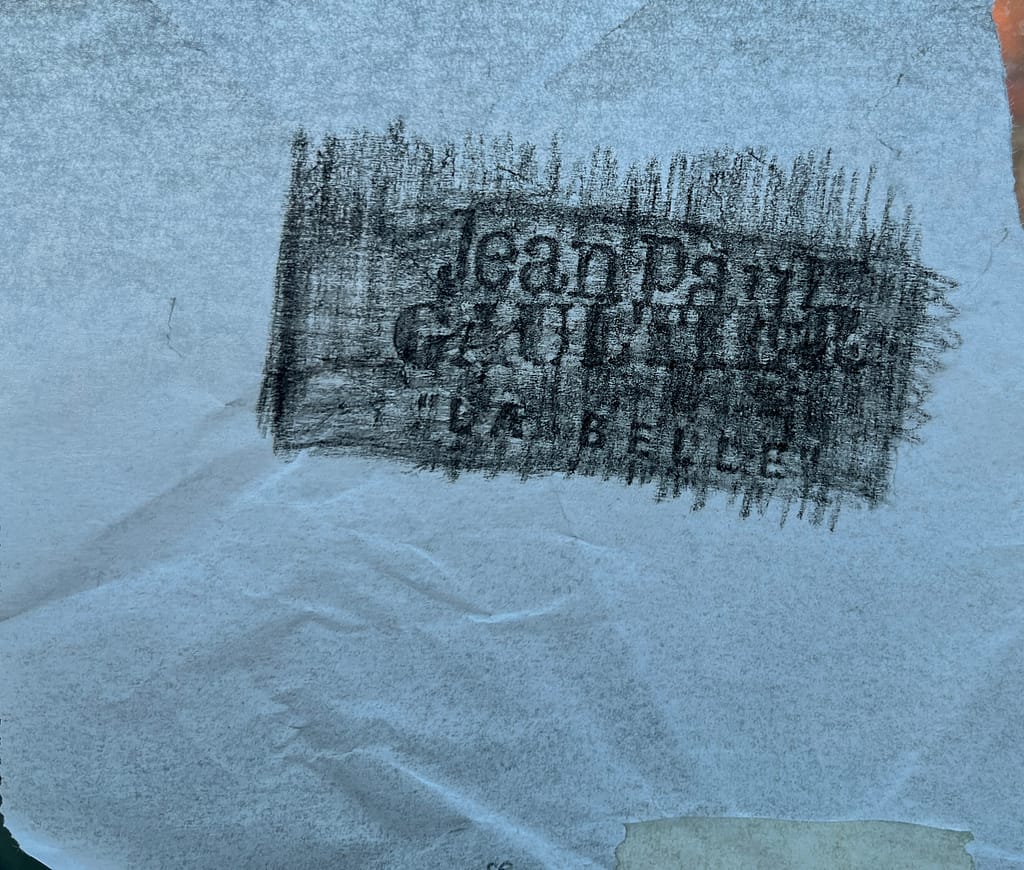 Jean Paul
GAULTIER
"LA BELLE"